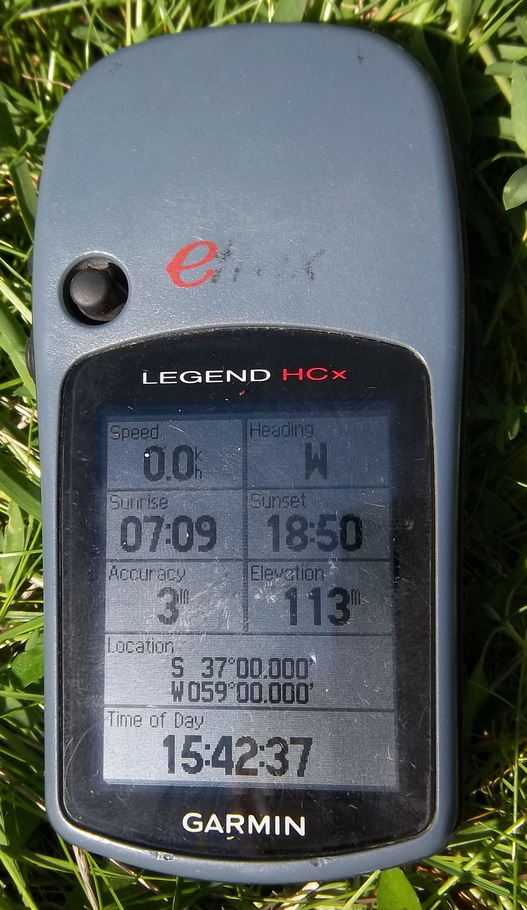 etrex
LEGEND HCx
Speed Heading
0.0 k/h W
Sunrise Sunset
07:09 18:50
Accuracy Elevation
3m 113m
Location
S 37°00.000'
W059°00.000'
Time of Day
15:42:37
GARMIN